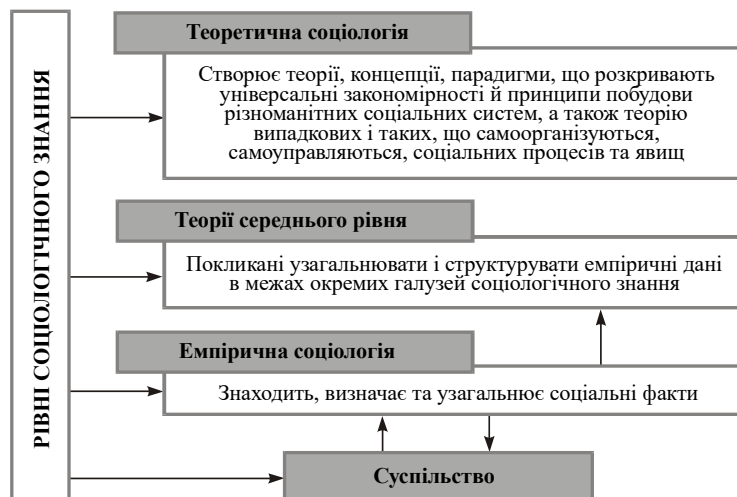 РІВНІ СОЦІОЛОГІЧНОГО ЗНАННЯ
Теоретична соціологія
Створює теорії, концепції, парадигми, що розкривають
універсальні закономірності й принципи побудови
різноманітних соціальних систем, а також теорію
випадкових і таких, що самоорганізуються,
самоуправляються, соціальних процесів та явищ
Теорії середнього рівня
Покликані узагальнювати і структурувати емпіричні дані
в межах окремих галузей соціологічного знання
Емпірична соціологія
Знаходить, визначає та узагальнює соціальні факти
Суспільство